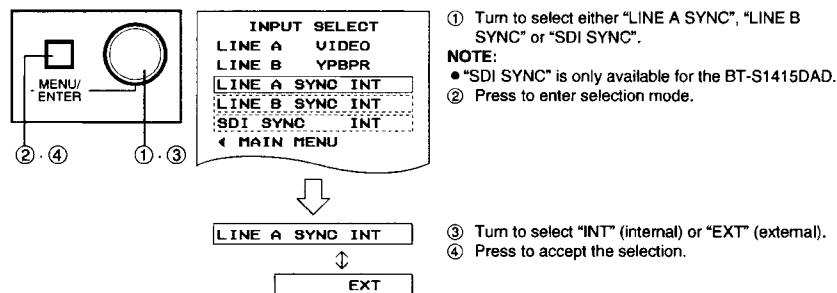 MENU/
ENTER
② · ④
① · ③
INPUT SELECT
LINE A VIDEO
LINE B YPBPR
LINE A SYNC INT
LINE B SYNC INT
SDI SYNC INT
◀ MAIN MENU
LINE A SYNC INT
EXT
① Turn to select either “LINE A SYNC”, “LINE B
SYNC” or “SDI SYNC”.
NOTE:
● “SDI SYNC” is only available for the BT-S1415DAD.
② Press to enter selection mode.
③ Turn to select “INT” (internal) or “EXT” (external).
④ Press to accept the selection.